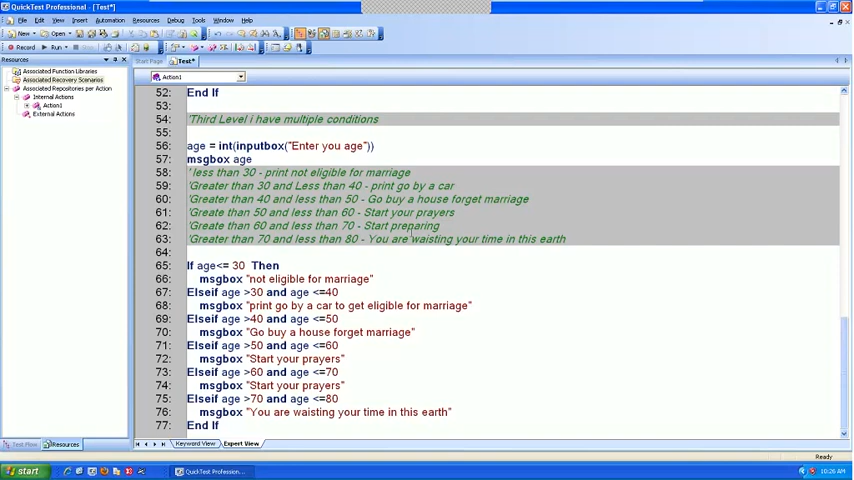 QuickTest Professional - [Test*]
File Edit View Insert Automation Resources Debug Tools Window Help
New Open
Record Run
Resources
Start Page Test*
Associated Function Libraries
Associated Recovery Scenarios
Associated Repositories per Action
Internal Actions
Action1
External Actions
Action1
52: End If
53:
54: 'Third Level i have multiple conditions
55:
56: age = int(inputbox("Enter you age"))
57: msgbox age
58: ' less than 30 - print not eligible for marriage
59: 'Greater than 30 and Less than 40 - print go by a car
60: 'Greater than 40 and less than 50 - Go buy a house forget marriage
61: 'Greate than 50 and less than 60 - Start your prayers
62: 'Greate than 60 and less than 70 - Start preparing
63: 'Greater than 70 and less than 80 - You are waisting your time in this earth
64:
65: If age<= 30 Then
66: msgbox "not eligible for marriage"
67: Elseif age >30 and age <=40
68: msgbox "print go by a car to get eligible for marriage"
69: Elseif age >40 and age <=50
70: msgbox "Go buy a house forget marriage"
71: Elseif age >50 and age <=60
72: msgbox "Start your prayers"
73: Elseif age >60 and age <=70
74: msgbox "Start your prayers"
75: Elseif age >70 and age <=80
76: msgbox "You are waisting your time in this earth"
77: End If
Test Flow Resources
Keyword View Expert View
Ready
start
QuickTest Profession...
10:26 AM